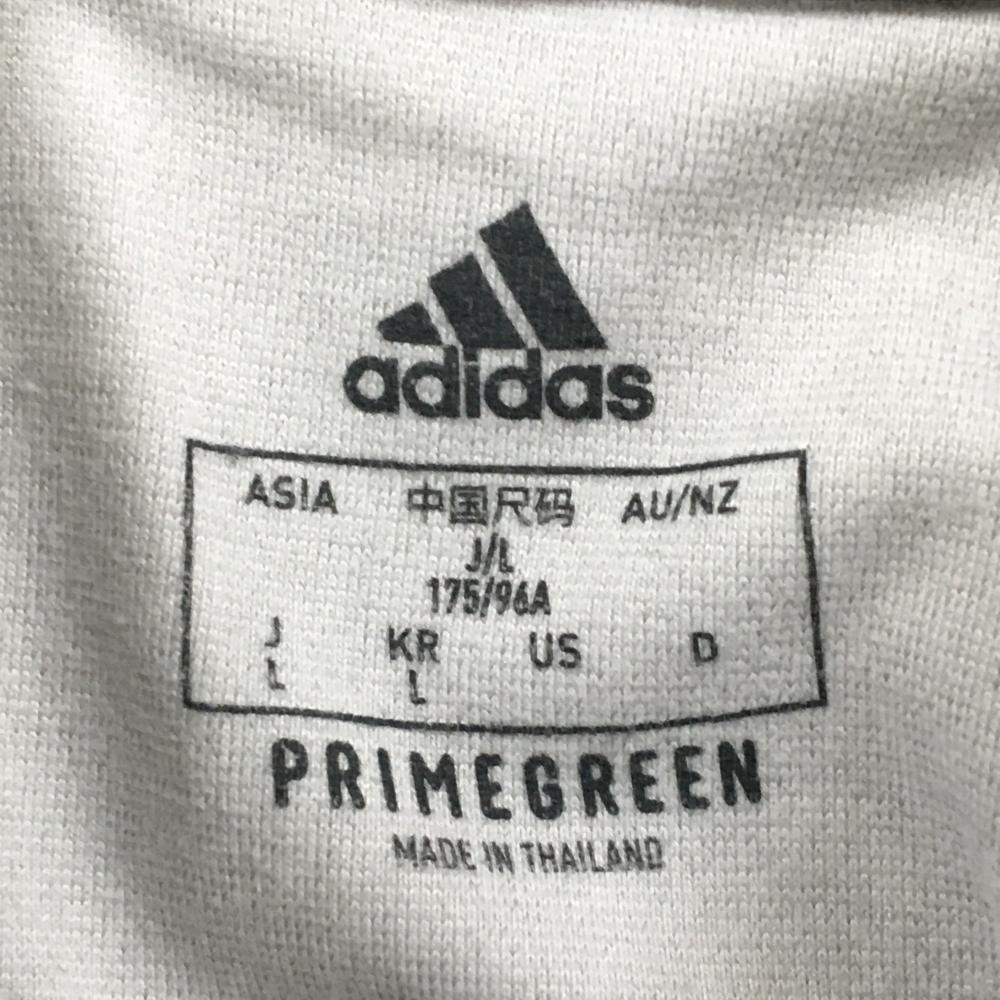 adidas
ASIA 中国尺码 AU/NZ
J/L
175/96A
J KR US D
L L
PRIMEGREEN
MADE IN THAILAND